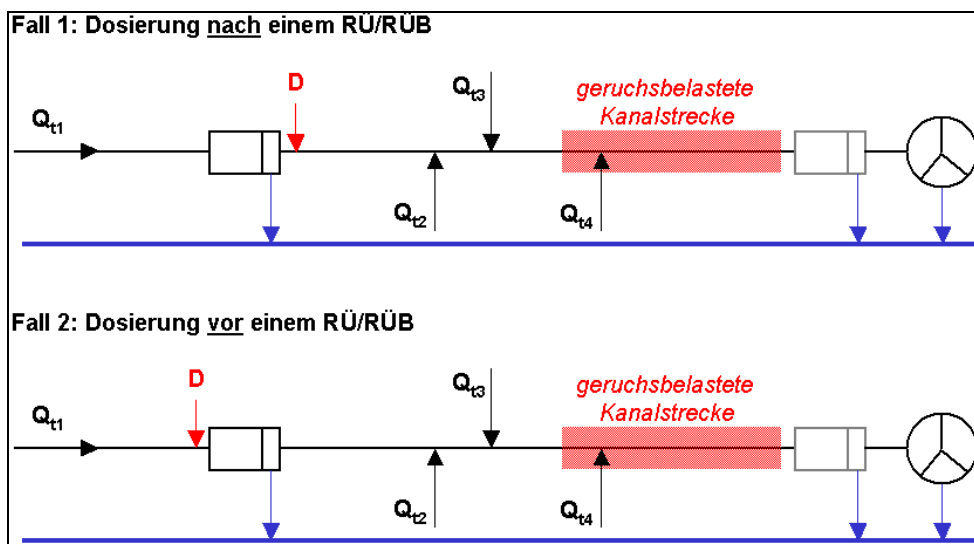 Fall 1: Dosierung nach einem RÜ/RÜB
D
Qt3
geruchsbelastete
Kanalstrecke
Qt1
Qt2
Qt4
Fall 2: Dosierung vor einem RÜ/RÜB
D
Qt3
geruchsbelastete
Kanalstrecke
Qt1
Qt2
Qt4